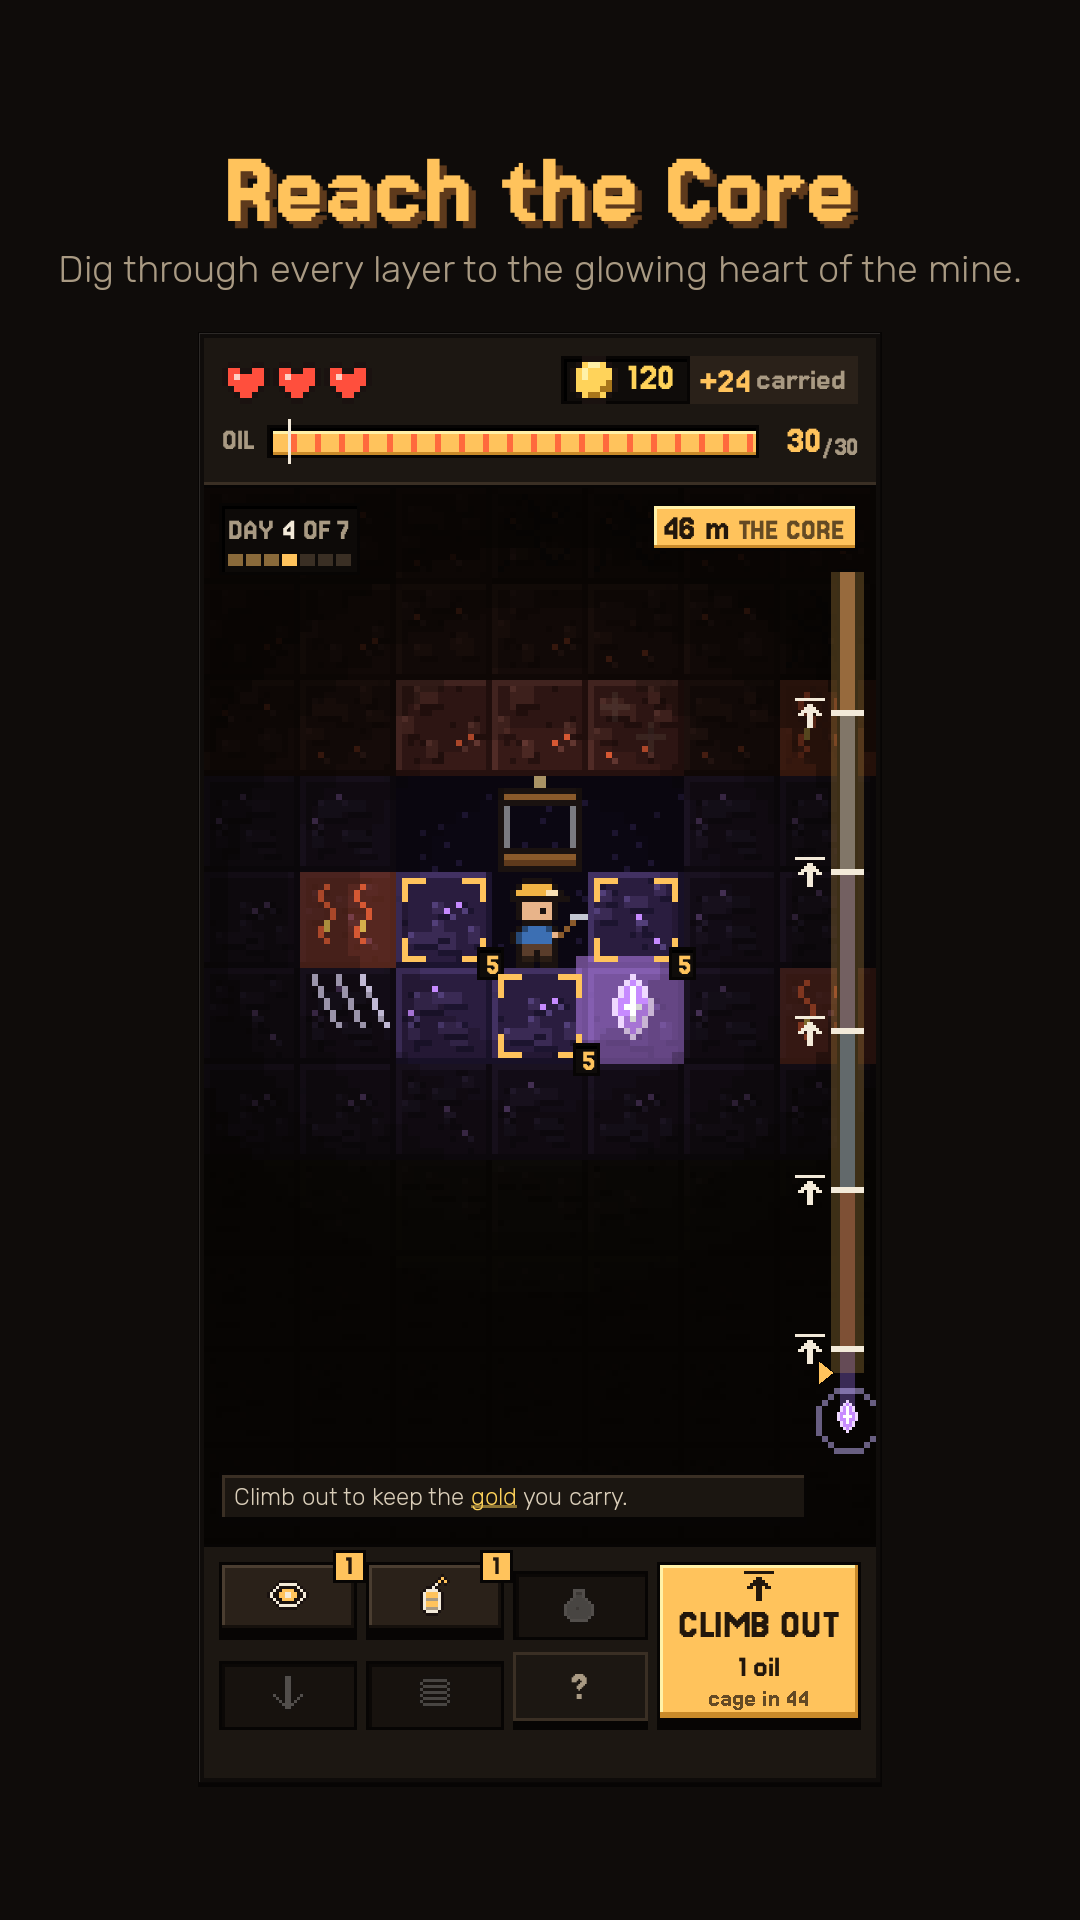 Reach the Core
Dig through every layer to the glowing heart of the mine.
120 +24 carried
OIL 30/30
DAY 4 OF 7
46 m THE CORE
5 5
5
Climb out to keep the gold you carry.
1 1
CLIMB OUT
1 oil
?
cage in 44